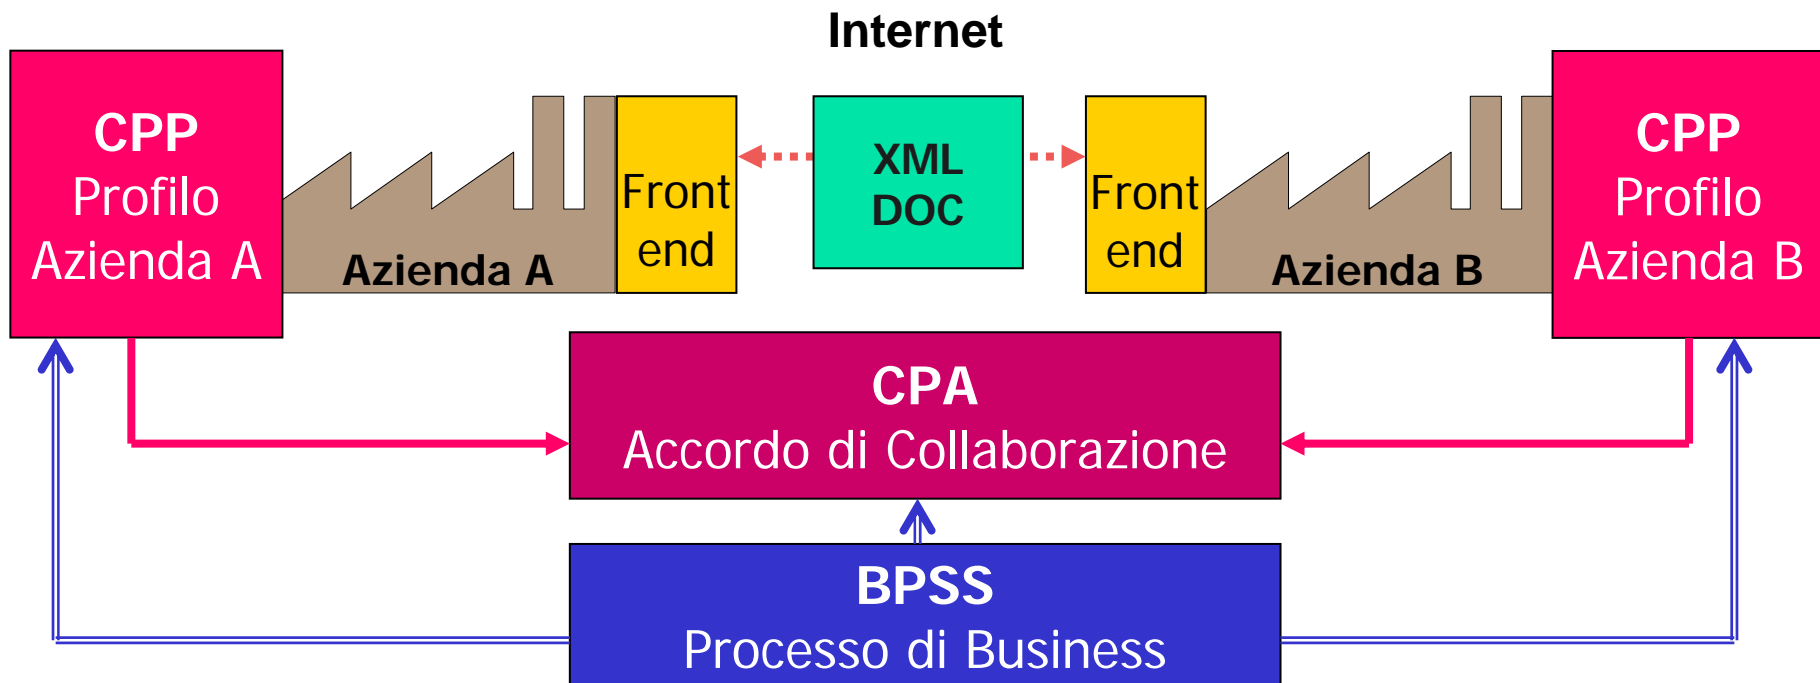 Internet
CPP
Profilo
Azienda A
Azienda A
Front
end
XML
DOC
Front
end
Azienda B
CPP
Profilo
Azienda B
CPA
Accordo di Collaborazione
BPSS
Processo di Business